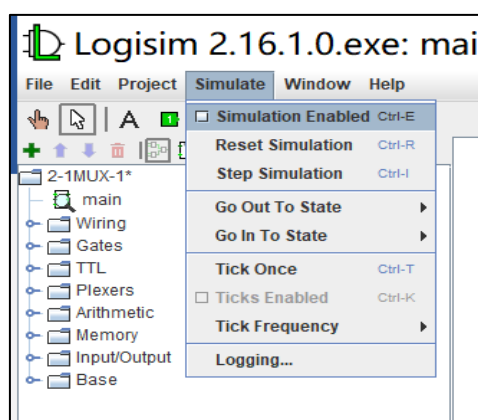 Logisim 2.16.1.0.exe: mai
File Edit Project Simulate Window Help
A 1
Simulation Enabled Ctrl-E
Reset Simulation Ctrl-R
Step Simulation Ctrl-I
Go Out To State
Go In To State
Tick Once Ctrl-T
Ticks Enabled Ctrl-K
Tick Frequency
Logging...
2-1MUX-1*
main
Wiring
Gates
TTL
Plexers
Arithmetic
Memory
Input/Output
Base